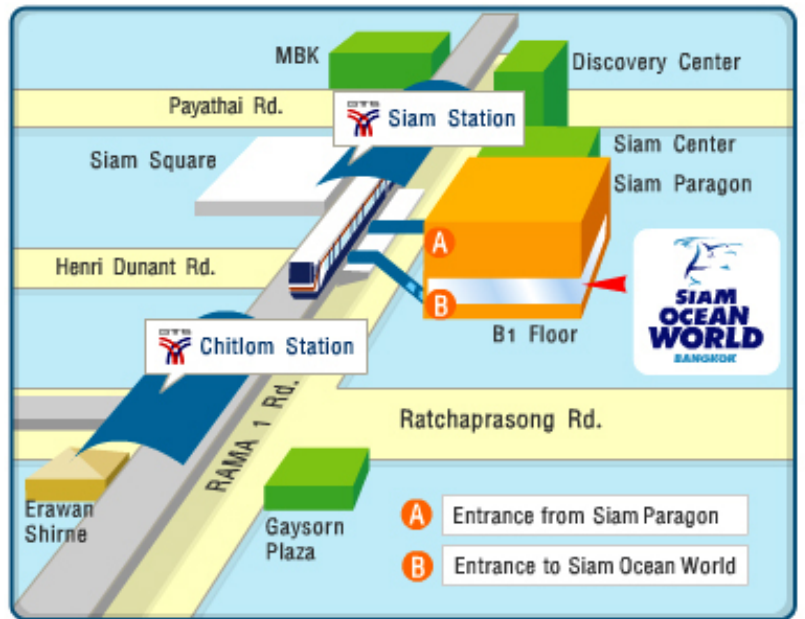 MBK
Discovery Center
Payathai Rd.
BTS
Siam Station
Siam Square
Siam Center
Siam Paragon
A
Henri Dunant Rd.
B
B1 Floor
SIAM
OCEAN
WORLD
BANGKOK
BTS
Chitlom Station
RAMA 1 Rd.
Ratchaprasong Rd.
Erawan
Shirne
Gaysorn
Plaza
A Entrance from Siam Paragon
B Entrance to Siam Ocean World